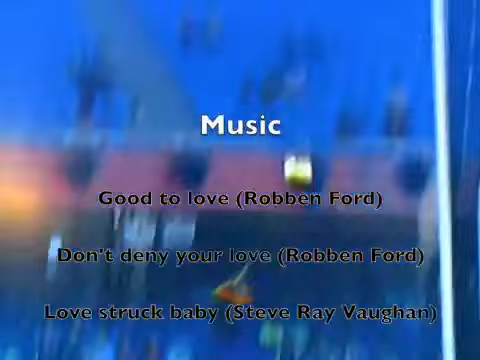 Music
Good to love (Robben Ford)
Don't deny your love (Robben Ford)
Love struck baby (Steve Ray Vaughan)